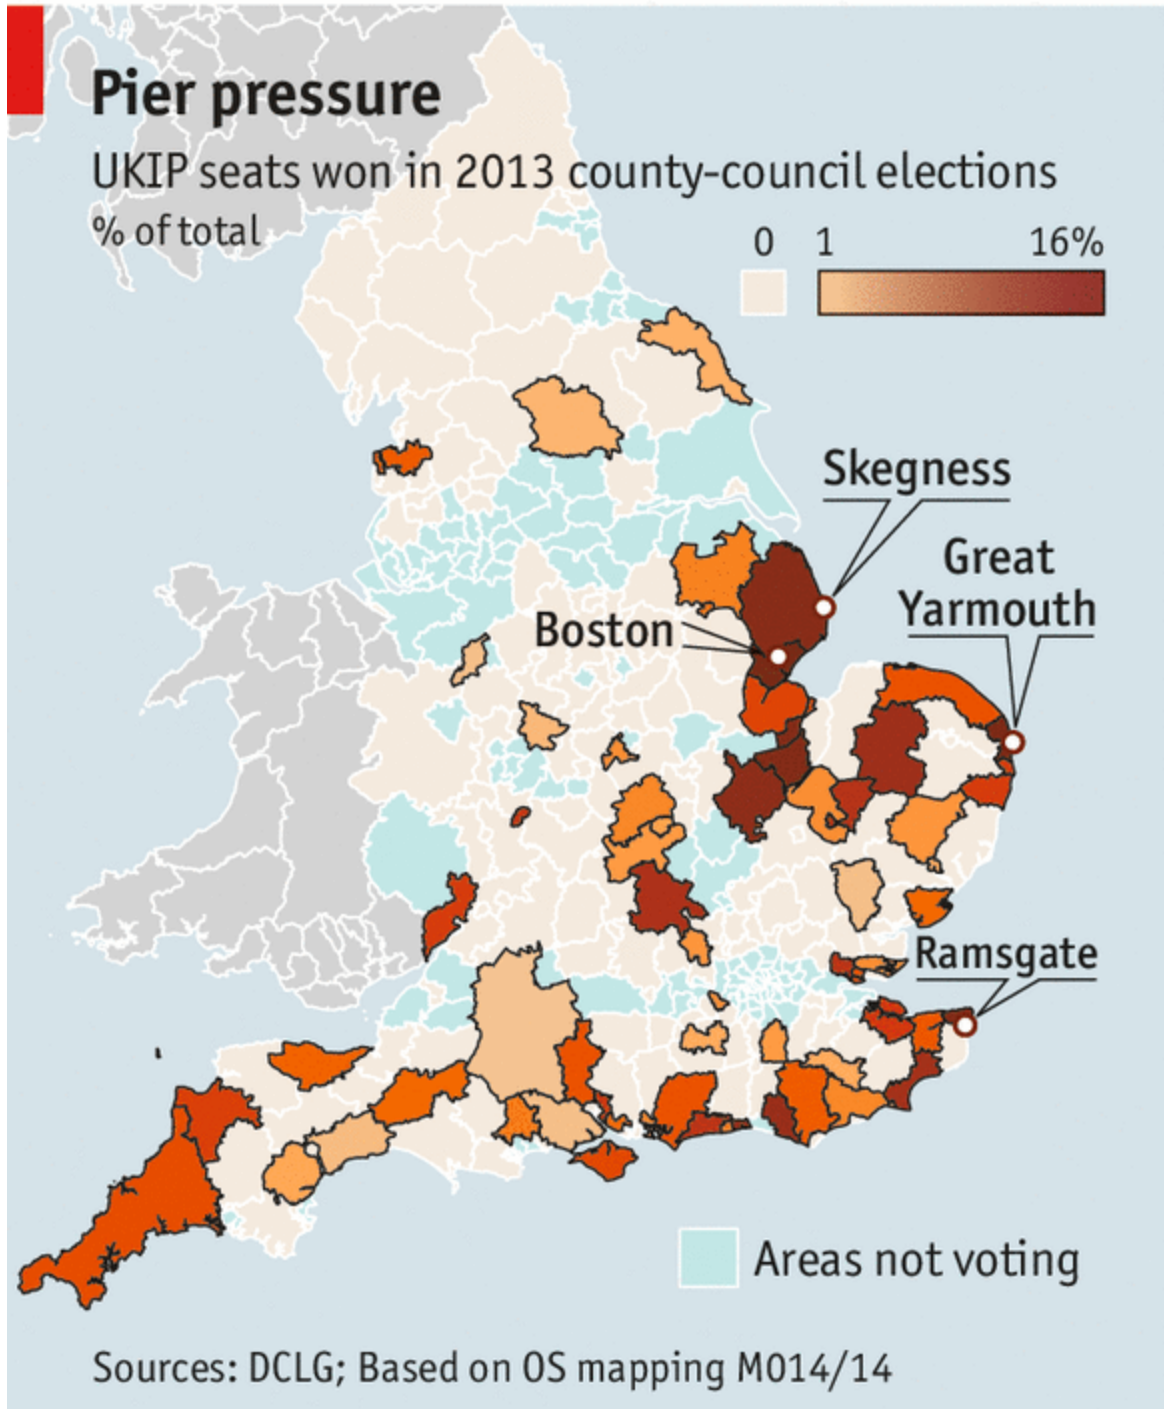 Pier pressure
UKIP seats won in 2013 county-council elections
% of total
0 1 16%
Skegness
Great
Yarmouth
Boston
Ramsgate
Areas not voting
Sources: DCLG; Based on OS mapping M014/14